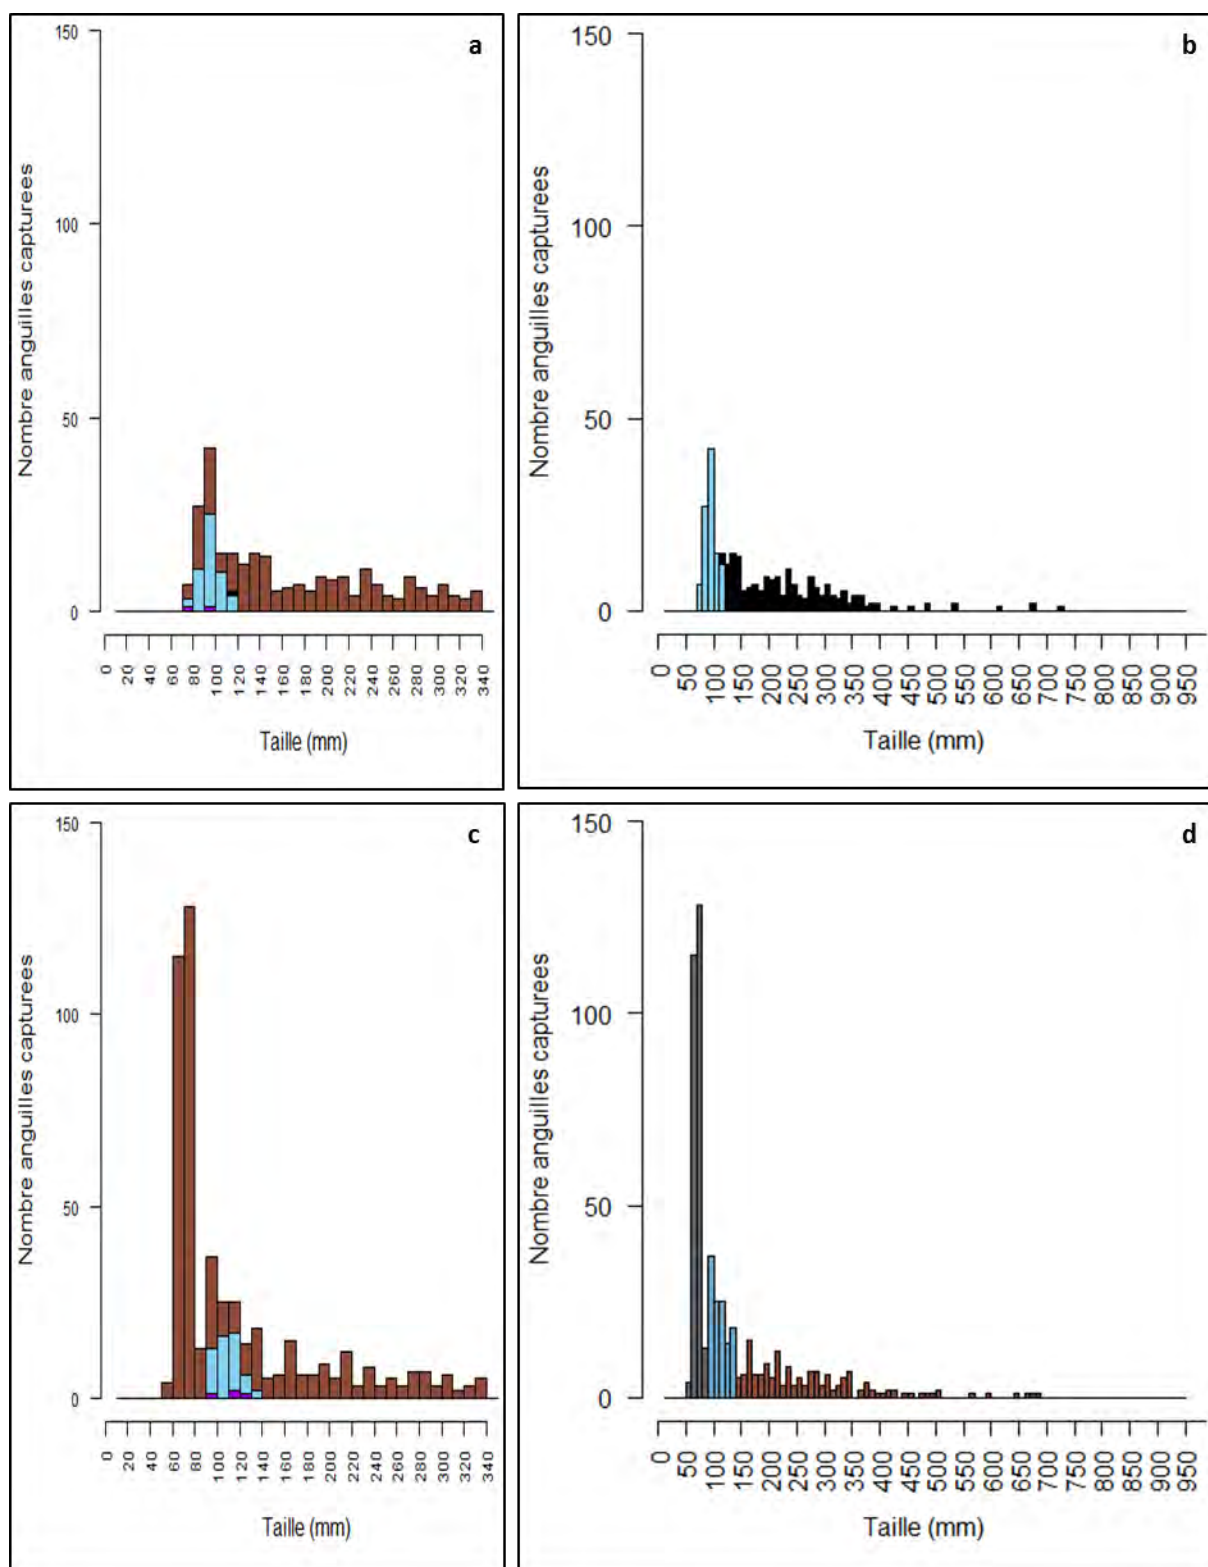 a
150
100
50
0
Nombre anguilles capturees
0 20 40 60 80 100 120 140 160 180 200 220 240 260 280 300 320 340
Taille (mm)
b
150
100
50
0
Nombre anguilles capturees
0 50 100 150 200 250 300 350 400 450 500 550 600 650 700 750 800 850 900 950
Taille (mm)
c
150
100
50
0
Nombre anguilles captures
0 20 40 60 80 100 120 140 160 180 200 220 240 260 280 300 320 340
Taille (mm)
d
150
100
50
0
Nombre anguilles capturees
0 50 100 150 200 250 300 350 400 450 500 550 600 650 700 750 800 850 900 950
Taille (mm)